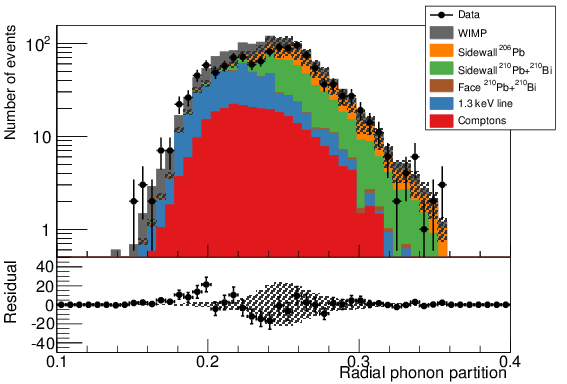 Number of events
10²
10
1
Data
WIMP
Sidewall ²⁰⁶Pb
Sidewall ²¹⁰Pb+²¹⁰Bi
Face ²¹⁰Pb+²¹⁰Bi
1.3 keV line
Comptons
Residual
40
20
0
-20
-40
0.1 0.2 0.3 0.4
Radial phonon partition